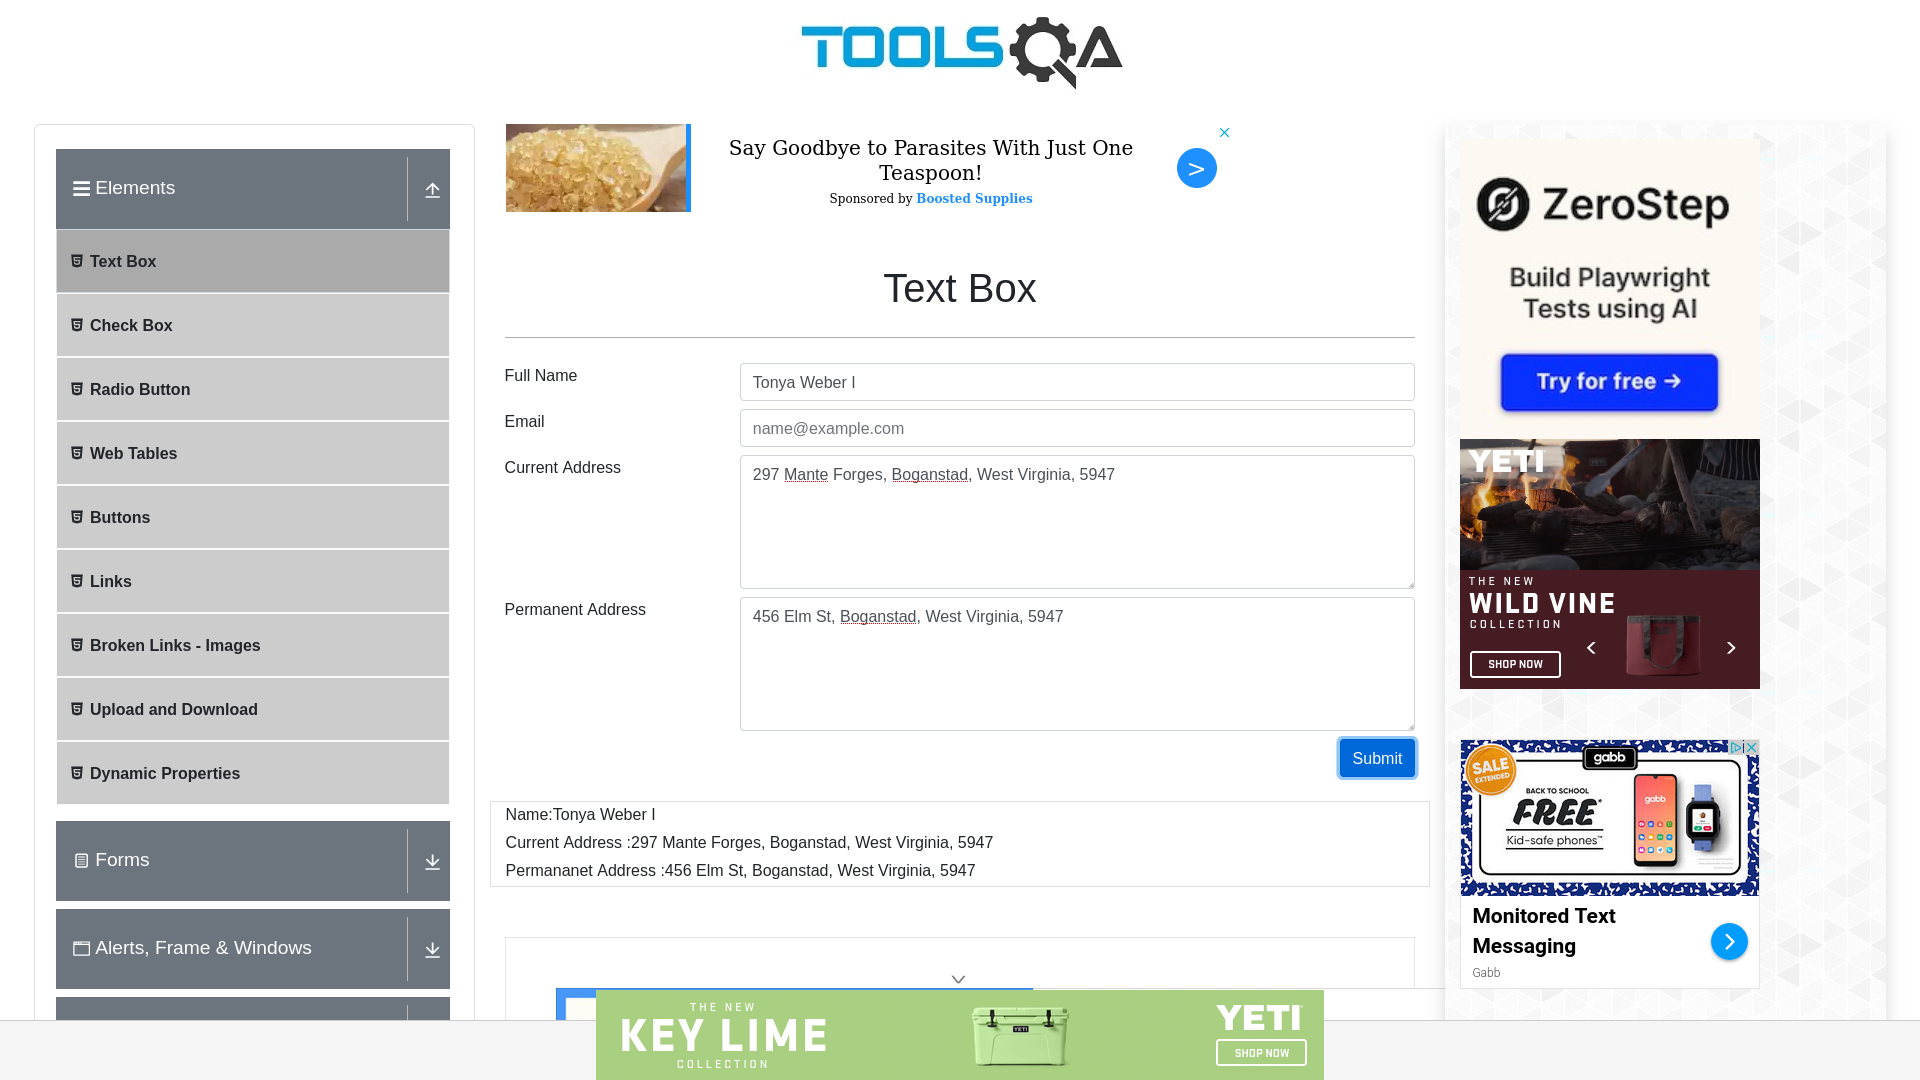 TOOLSQA
Elements
Text Box
Check Box
Radio Button
Web Tables
Buttons
Links
Broken Links - Images
Upload and Download
Dynamic Properties
Forms
Alerts, Frame & Windows
Say Goodbye to Parasites With Just One
Teaspoon!
Sponsored by Boosted Supplies
>
Text Box
Full Name
Tonya Weber I
Email
name@example.com
Current Address
297 Mante Forges, Boganstad, West Virginia, 5947
Permanent Address
456 Elm St, Boganstad, West Virginia, 5947
Submit
Name:Tonya Weber I
Current Address :297 Mante Forges, Boganstad, West Virginia, 5947
Permananet Address :456 Elm St, Boganstad, West Virginia, 5947
ZeroStep
Build Playwright
Tests using AI
Try for free →
YETI
THE NEW
WILD VINE
COLLECTION
SHOP NOW
SALE
EXTENDED
gabb
BACK TO SCHOOL
FREE*
Kid-safe phones™
gabb
Monitored Text
Messaging
Gabb
THE NEW
KEY LIME
COLLECTION
YETI
YETI
SHOP NOW